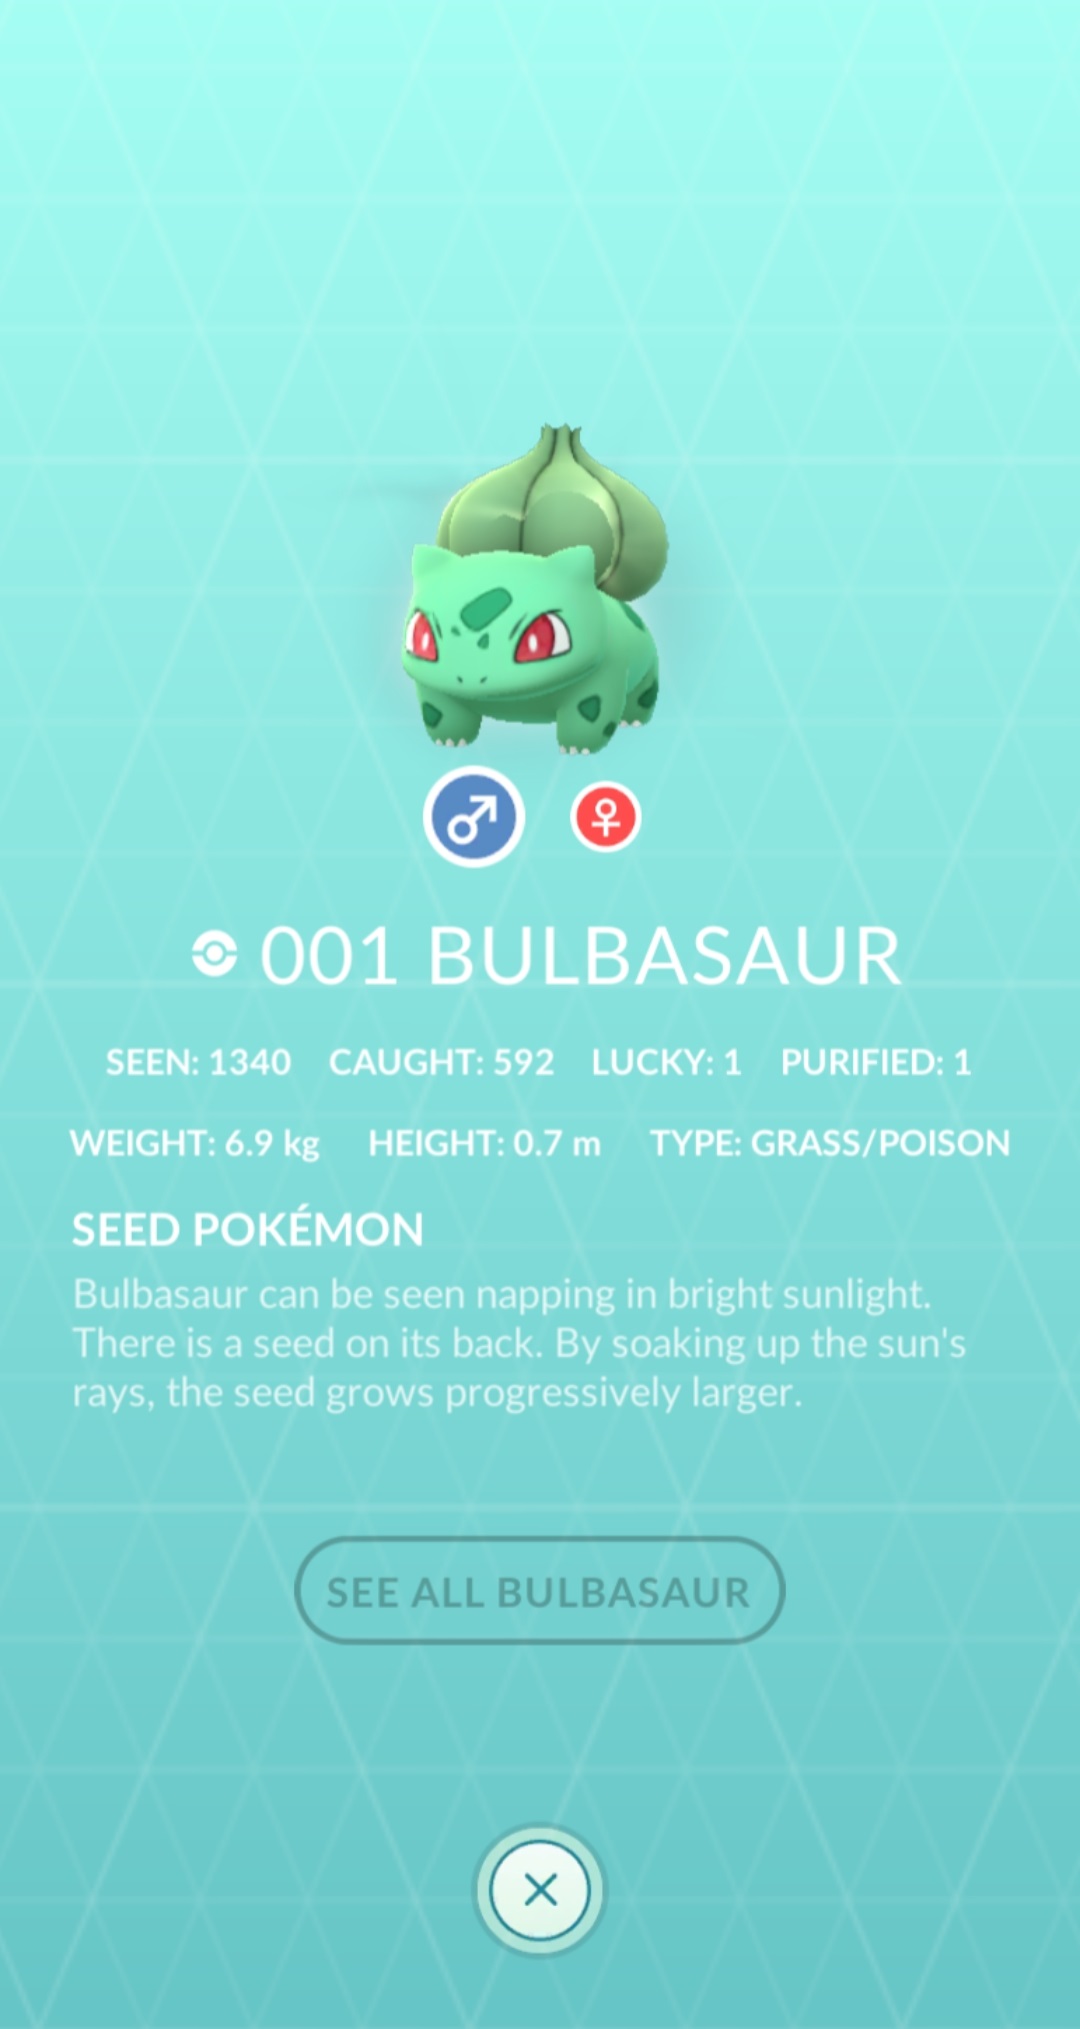 001 BULBASAUR
SEEN: 1340 CAUGHT: 592 LUCKY: 1 PURIFIED: 1
WEIGHT: 6.9 kg HEIGHT: 0.7 m TYPE: GRASS/POISON
SEED POKÉMON
Bulbasaur can be seen napping in bright sunlight.
There is a seed on its back. By soaking up the sun's
rays, the seed grows progressively larger.
SEE ALL BULBASAUR